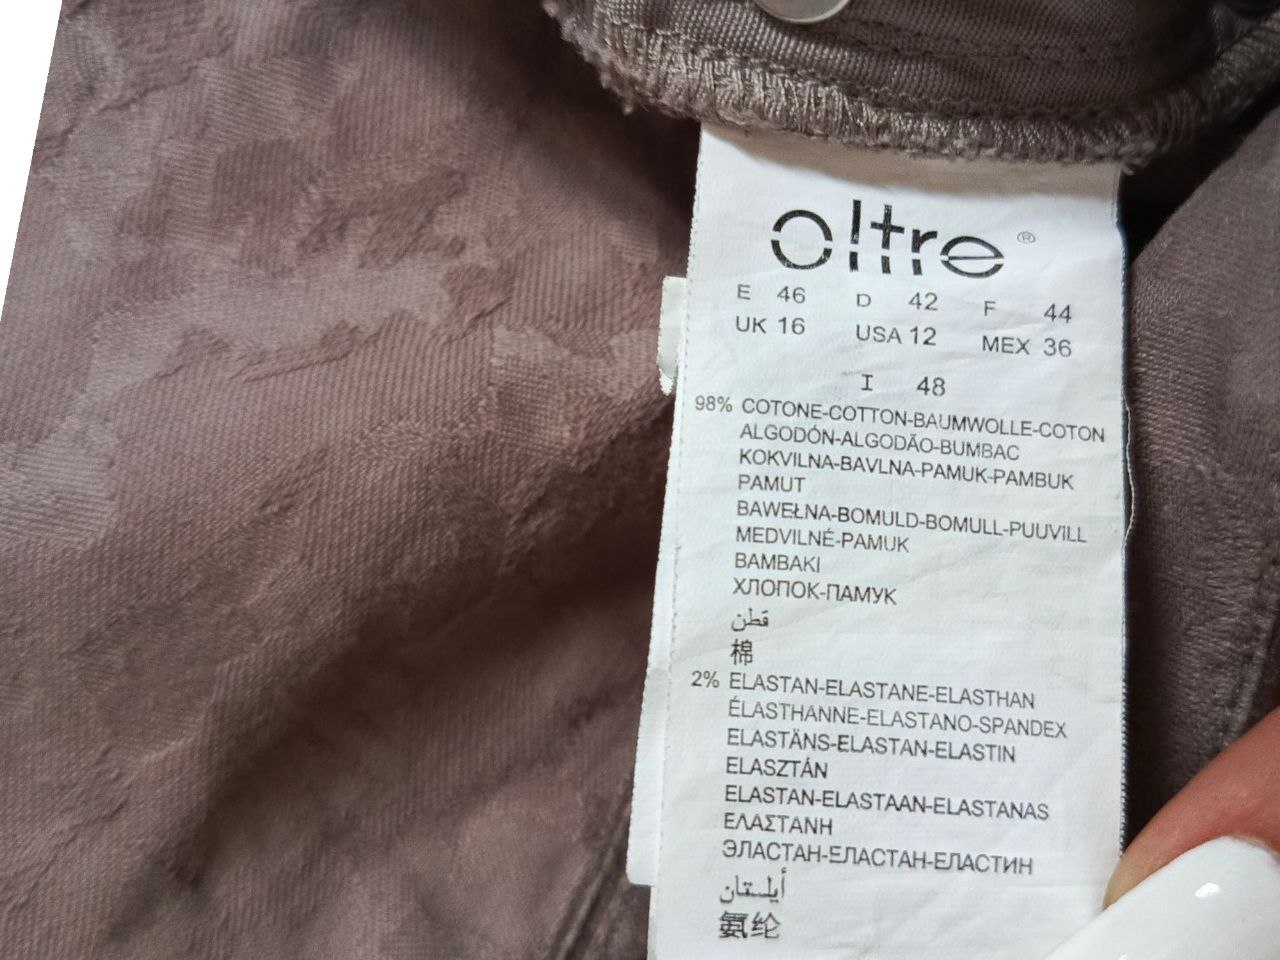 oltre ®
E 46 D 42 F 44
UK 16 USA 12 MEX 36
I 48
98% COTONE-COTTON-BAUMWOLLE-COTON
ALGODÓN-ALGODÃO-BUMBAC
KOKVILNA-BAVLNA-PAMUK-PAMBUK
PAMUT
BAWEŁNA-BOMULD-BOMULL-PUUVILL
MEDVILNÉ-PAMUK
BAMBAKI
ХЛОПОК-ПАМУК
قطن
棉
2% ELASTAN-ELASTANE-ELASTHAN
ÉLASTHANNE-ELASTANO-SPANDEX
ELASTĀNS-ELASTAN-ELASTIN
ELASZTÁN
ELASTAN-ELASTAAN-ELASTANAS
ΕΛΑΣΤΑΝΗ
ЭЛАСТАН-ЕЛАСТАН-ЕЛАСТИН
أيلستان
氨纶